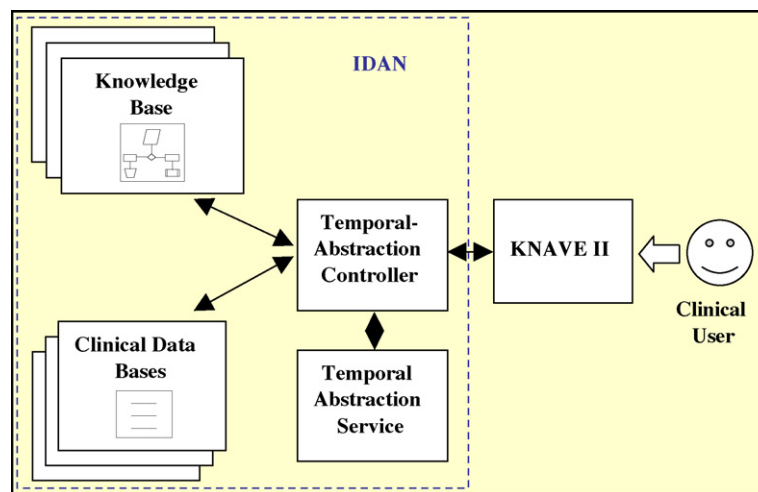 IDAN
Knowledge
Base
Temporal-
Abstraction
Controller
KNAVE II
Clinical
User
Clinical Data
Bases
Temporal
Abstraction
Service